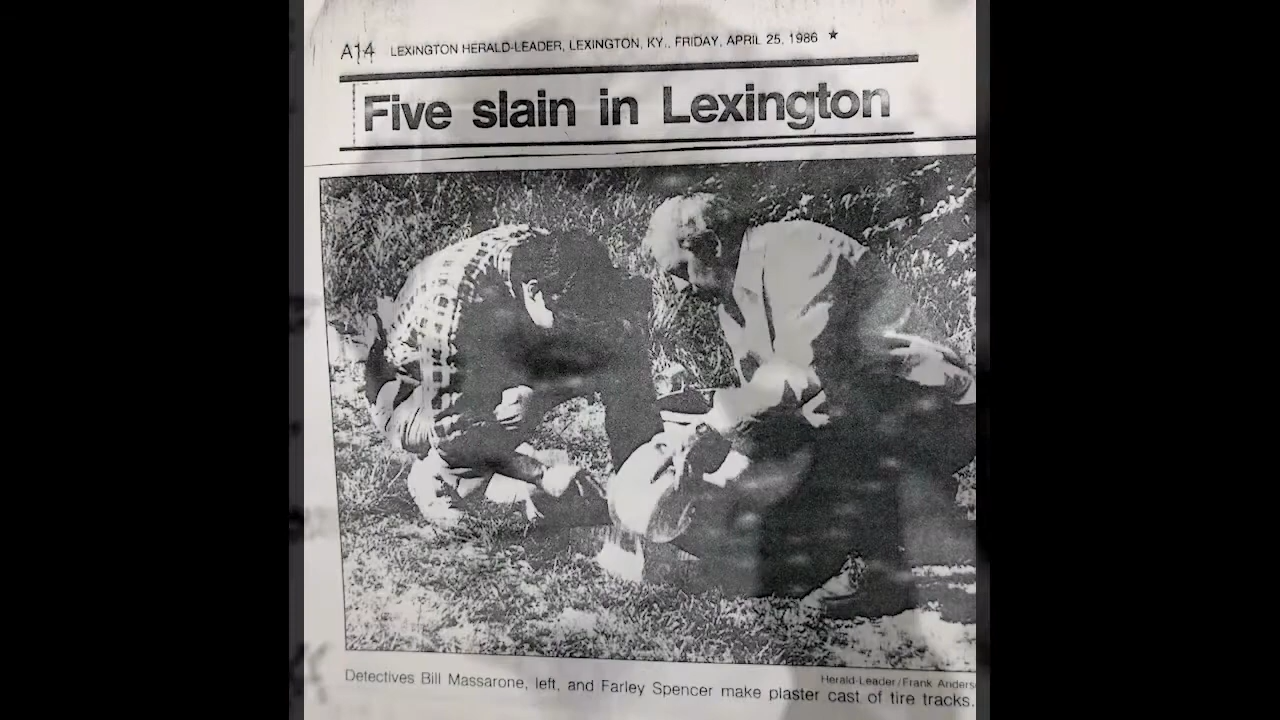 A14 LEXINGTON HERALD-LEADER, LEXINGTON, KY., FRIDAY, APRIL 25, 1986 ★
Five slain in Lexington
Herald-Leader/Frank Anders
Detectives Bill Massarone, left, and Farley Spencer make plaster cast of tire tracks.